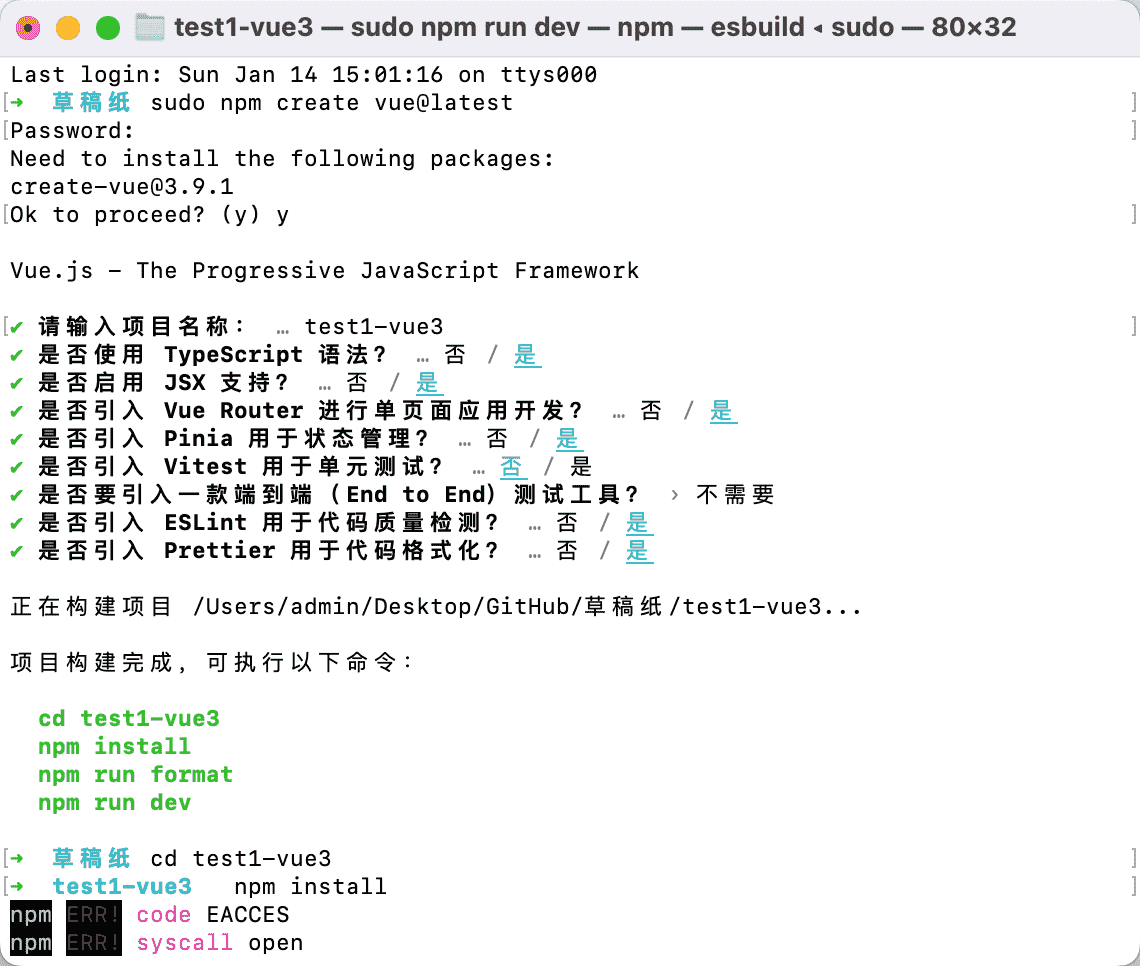 test1-vue3 — sudo npm run dev — npm — esbuild ◂ sudo — 80×32
Last login: Sun Jan 14 15:01:16 on ttys000
[➜  草稿纸 sudo npm create vue@latest ]
[Password: ]
Need to install the following packages:
create-vue@3.9.1
[Ok to proceed? (y) y ]
Vue.js - The Progressive JavaScript Framework
[✔ 请输入项目名称： … test1-vue3 ]
✔ 是否使用 TypeScript 语法？ … 否 / 是
✔ 是否启用 JSX 支持？ … 否 / 是
✔ 是否引入 Vue Router 进行单页面应用开发？ … 否 / 是
✔ 是否引入 Pinia 用于状态管理？ … 否 / 是
✔ 是否引入 Vitest 用于单元测试？ … 否 / 是
✔ 是否要引入一款端到端（End to End）测试工具？ › 不需要
✔ 是否引入 ESLint 用于代码质量检测？ … 否 / 是
✔ 是否引入 Prettier 用于代码格式化？ … 否 / 是
正在构建项目 /Users/admin/Desktop/GitHub/草稿纸/test1-vue3...
项目构建完成，可执行以下命令：
cd test1-vue3
npm install
npm run format
npm run dev
[➜  草稿纸 cd test1-vue3 ]
[➜  test1-vue3  npm install ]
npm ERR! code EACCES
npm ERR! syscall open